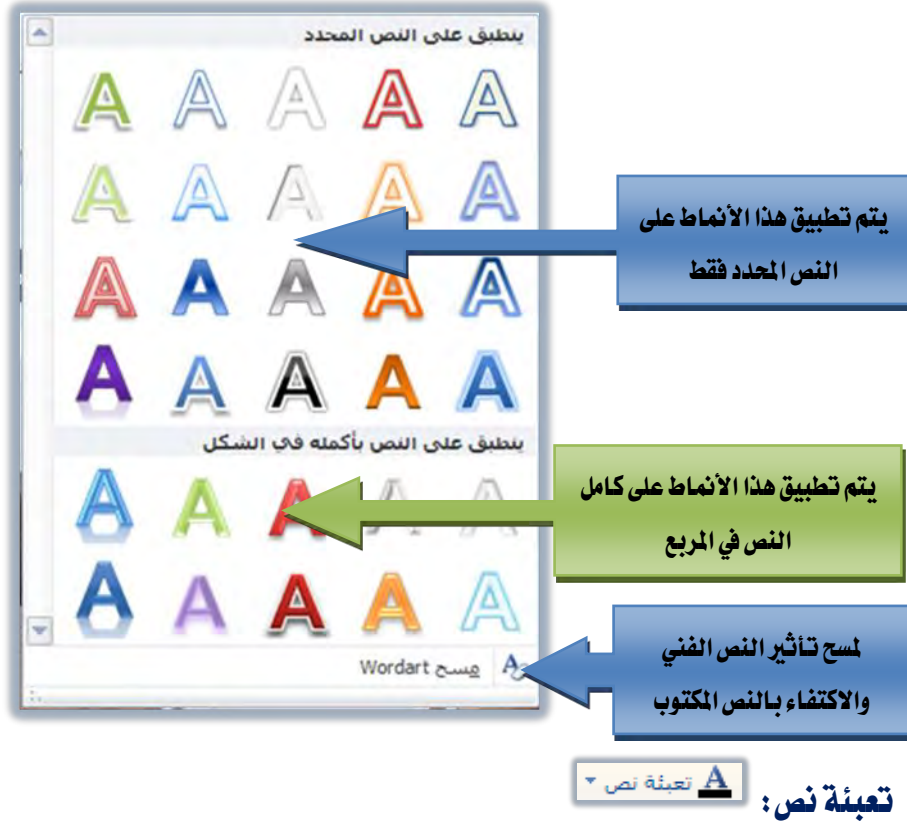 ينطبق على النص المحدد
يتم تطبيق هذا الأنماط على
النص المحدد فقط
ينطبق على النص بأكمله في الشكل
يتم تطبيق هذا الأنماط على كامل
النص في المربع
مسح Wordart
لمسح تأثير النص الفني
والاكتفاء بالنص المكتوب
تعبئة نص: تعبئة نص